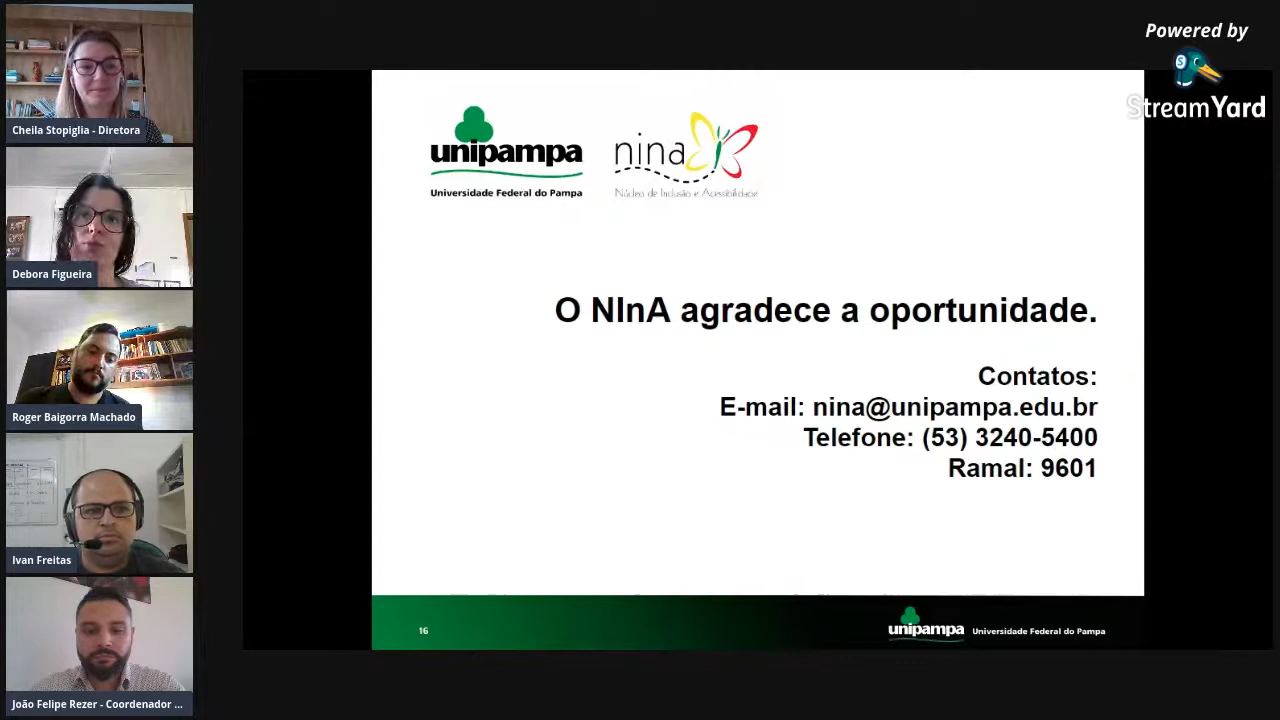 Cheila Stopiglia - Diretora
Debora Figueira
Roger Baigorra Machado
Ivan Freitas
João Felipe Rezer - Coordenador ...
unipampa
Universidade Federal do Pampa
nina
Núcleo de Inclusão e Acessibilidade
O NInA agradece a oportunidade.
Contatos:
E-mail: nina@unipampa.edu.br
Telefone: (53) 3240-5400
Ramal: 9601
16
unipampa
Universidade Federal do Pampa
Powered by
StreamYard